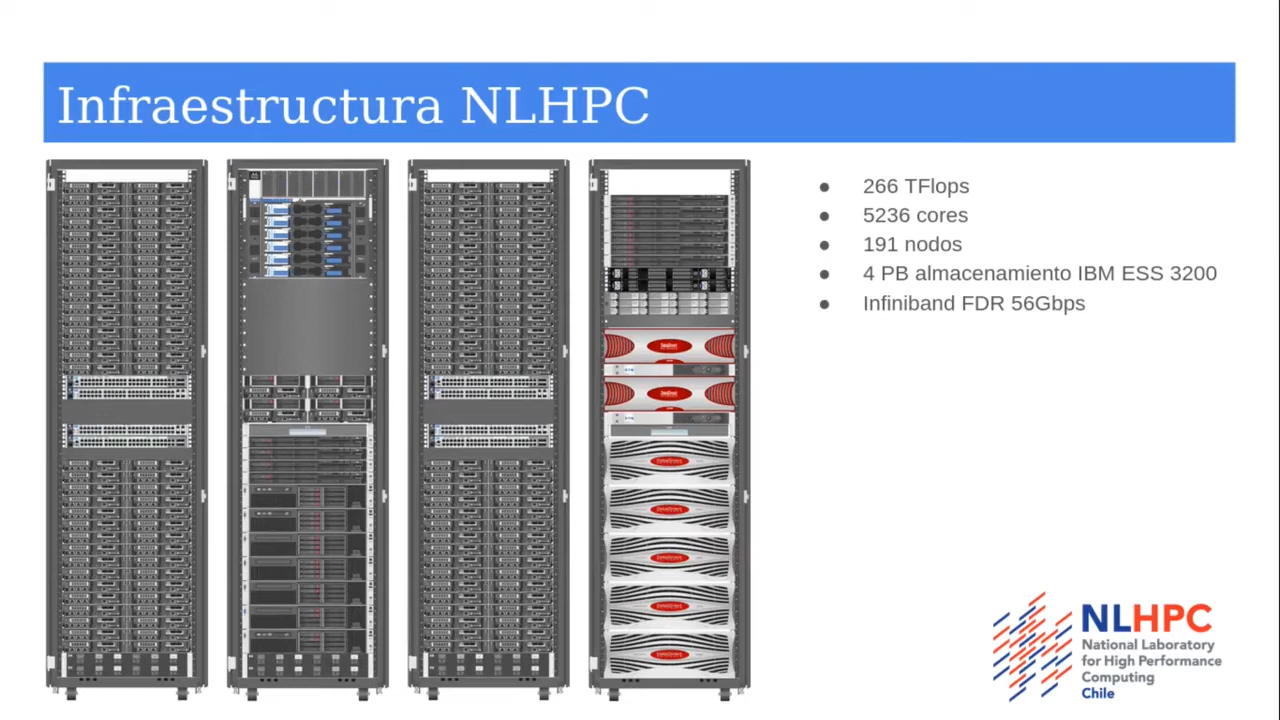 Infraestructura NLHPC
266 TFlops
5236 cores
191 nodos
4 PB almacenamiento IBM ESS 3200
Infiniband FDR 56Gbps
NLHPC
National Laboratory
for High Performance
Computing
Chile